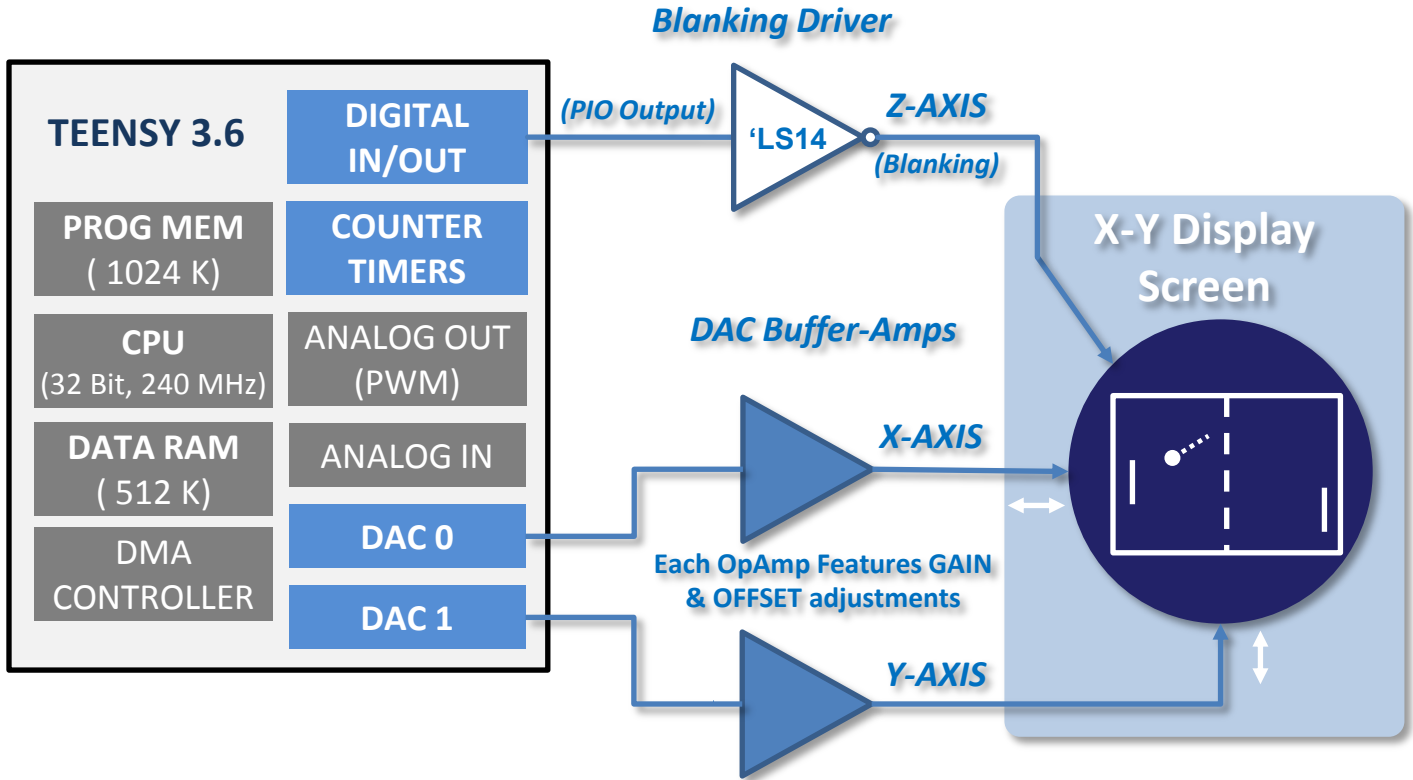 Blanking Driver
TEENSY 3.6
DIGITAL
IN/OUT
(PIO Output)
‘LS14
Z-AXIS
(Blanking)
PROG MEM
( 1024 K)
COUNTER
TIMERS
X-Y Display
Screen
CPU
(32 Bit, 240 MHz)
ANALOG OUT
(PWM)
DAC Buffer-Amps
DATA RAM
( 512 K)
ANALOG IN
X-AXIS
DMA
CONTROLLER
DAC 0
Each OpAmp Features GAIN
& OFFSET adjustments
DAC 1
Y-AXIS